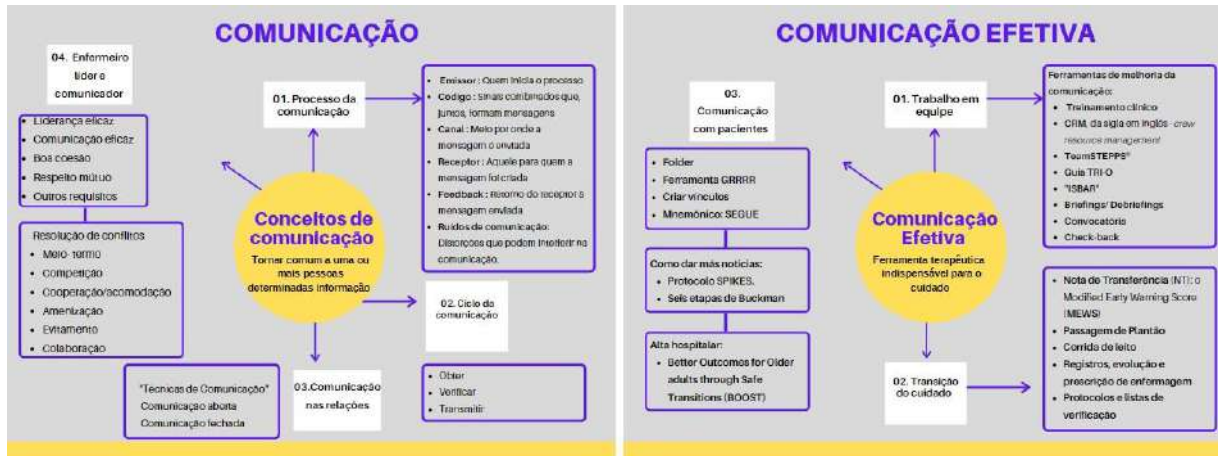 COMUNICAÇÃO
04. Enfermeiro
líder e
comunicador
• Liderança eficaz
• Comunicação eficaz
• Boa coesão
• Respeito mútuo
• Outros requisitos
Resolução de conflitos
• Meio-termo
• Competição
• Cooperação/acomodação
• Amenização
• Evitamento
• Colaboração
01. Processo da
comunicação
• Emissor : Quem inicia o processo
• Código : Sinais combinados que,
juntos, formam mensagens
• Canal : Meio por onde a
mensagem é enviada
• Receptor : Aquele para quem a
mensagem foi criada
• Feedback : Retorno do receptor à
mensagem enviada
• Ruídos de comunicação:
Distorções que podem interferir na
comunicação.
Conceitos de
comunicação
Tornar comum a uma ou
mais pessoas
determinadas informação
02. Ciclo da
comunicação
• Obter
• Verificar
• Transmitir
03.Comunicação
nas relações
"Técnicas de Comunicação"
Comunicação aberta
Comunicação fechada
COMUNICAÇÃO EFETIVA
03.
Comunicação
com pacientes
• Folder
• Ferramenta GRRRR
• Criar vínculos
• Mnemônico: SEGUE
Como dar más notícias:
• Protocolo SPIKES.
• Seis etapas de Buckman
Alta hospitalar:
• Better Outcomes for Older
adults through Safe
Transitions (BOOST)
01. Trabalho em
equipe
Ferramentas de melhoria da
comunicação:
• Treinamento clínico
• CRM, da sigla em inglês - crew
resource management
• TeamSTEPPS®
• Guia TRI-O
• "ISBAR"
• Briefings/ Debriefings
• Convocatória
• Check-back
Comunicação
Efetiva
Ferramenta terapêutica
indispensável para o
cuidado
02. Transição
do cuidado
• Nota de Transferência (NT): o
Modified Early Warning Score
(MEWS)
• Passagem de Plantão
• Corrida de leito
• Registros, evolução e
prescrição de enfermagem
• Protocolos e listas de
verificação